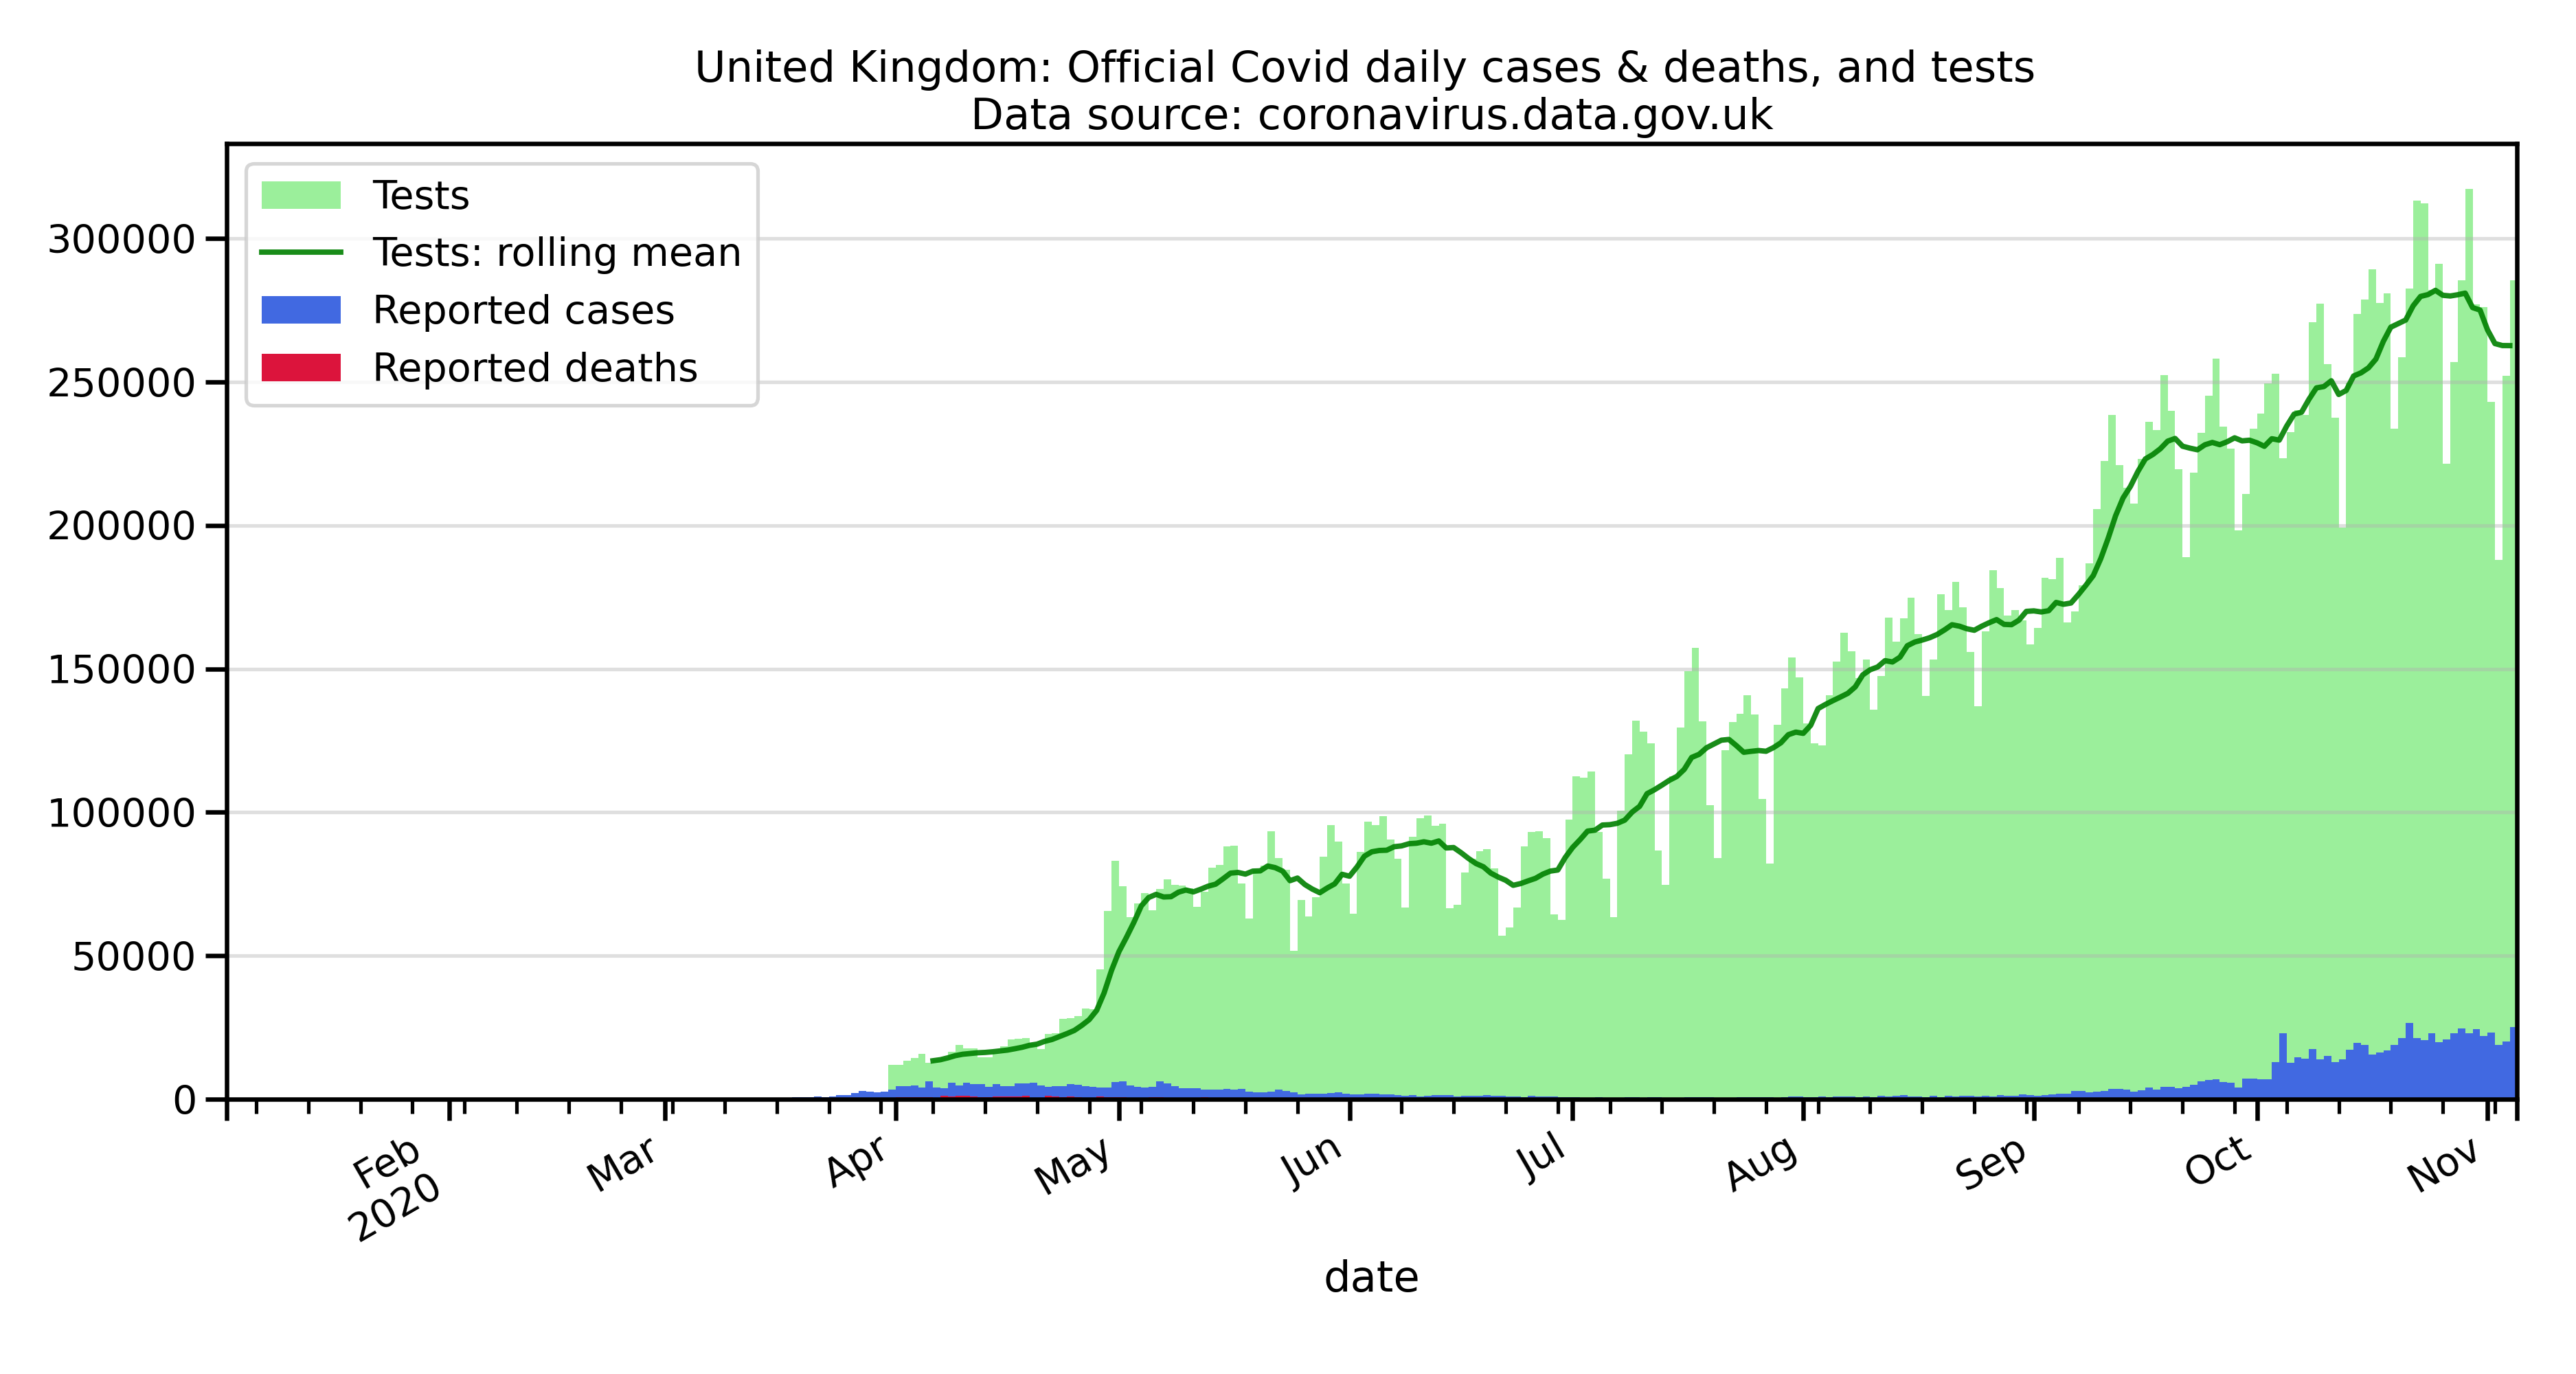 United Kingdom: Official Covid daily cases & deaths, and tests
Data source: coronavirus.data.gov.uk
Tests
Tests: rolling mean
Reported cases
Reported deaths
300000
250000
200000
150000
100000
50000
0
Feb
2020
Mar
Apr
May
Jun
Jul
Aug
Sep
Oct
Nov
date